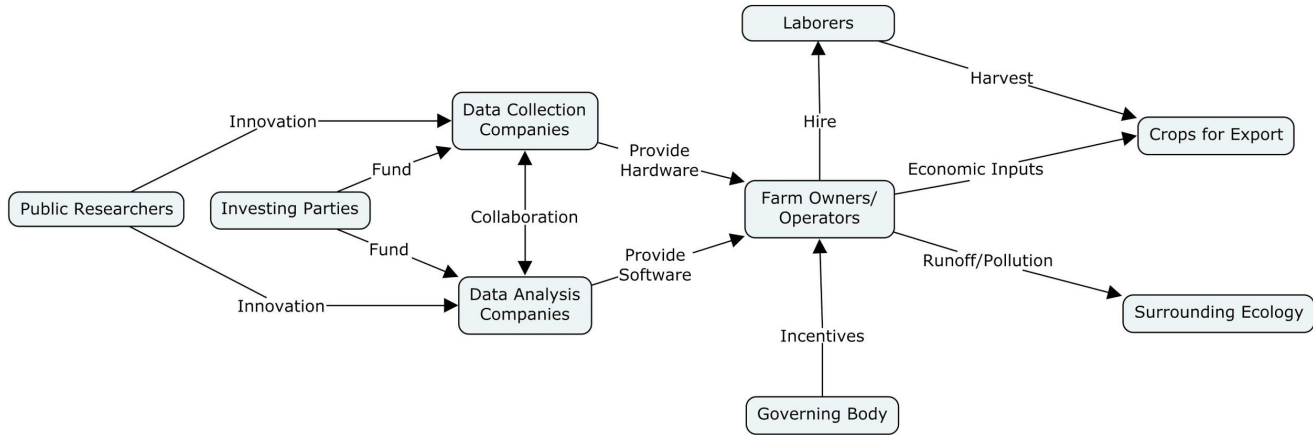 Laborers
Harvest
Data Collection
Companies
Innovation
Hire
Crops for Export
Provide
Hardware
Fund
Economic Inputs
Public Researchers
Investing Parties
Collaboration
Farm Owners/
Operators
Fund
Provide
Software
Runoff/Pollution
Innovation
Data Analysis
Companies
Surrounding Ecology
Incentives
Governing Body